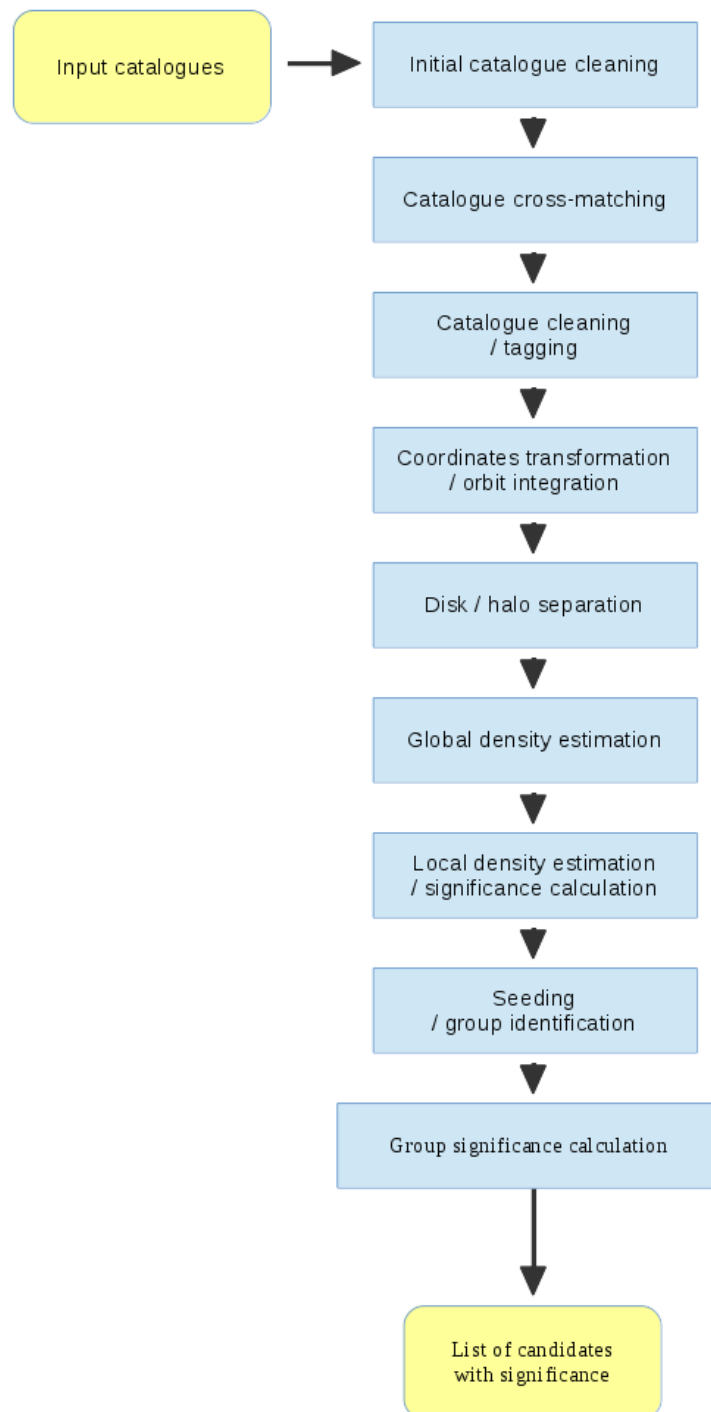 Input catalogues
Initial catalogue cleaning
Catalogue cross-matching
Catalogue cleaning
/ tagging
Coordinates transformation
/ orbit integration
Disk / halo separation
Global density estimation
Local density estimation
/ significance calculation
Seeding
/ group identification
Group significance calculation
List of candidates
with significance